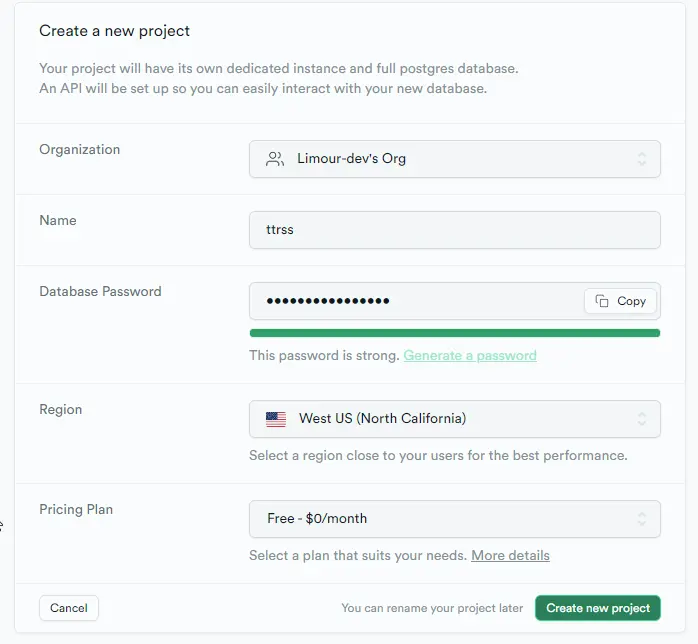 Create a new project
Your project will have its own dedicated instance and full postgres database.
An API will be set up so you can easily interact with your new database.
Organization
Limour-dev's Org
Name
ttrss
Database Password
••••••••••••••••
Copy
This password is strong. Generate a password
Region
West US (North California)
Select a region close to your users for the best performance.
Pricing Plan
Free - $0/month
Select a plan that suits your needs. More details
Cancel
You can rename your project later
Create new project